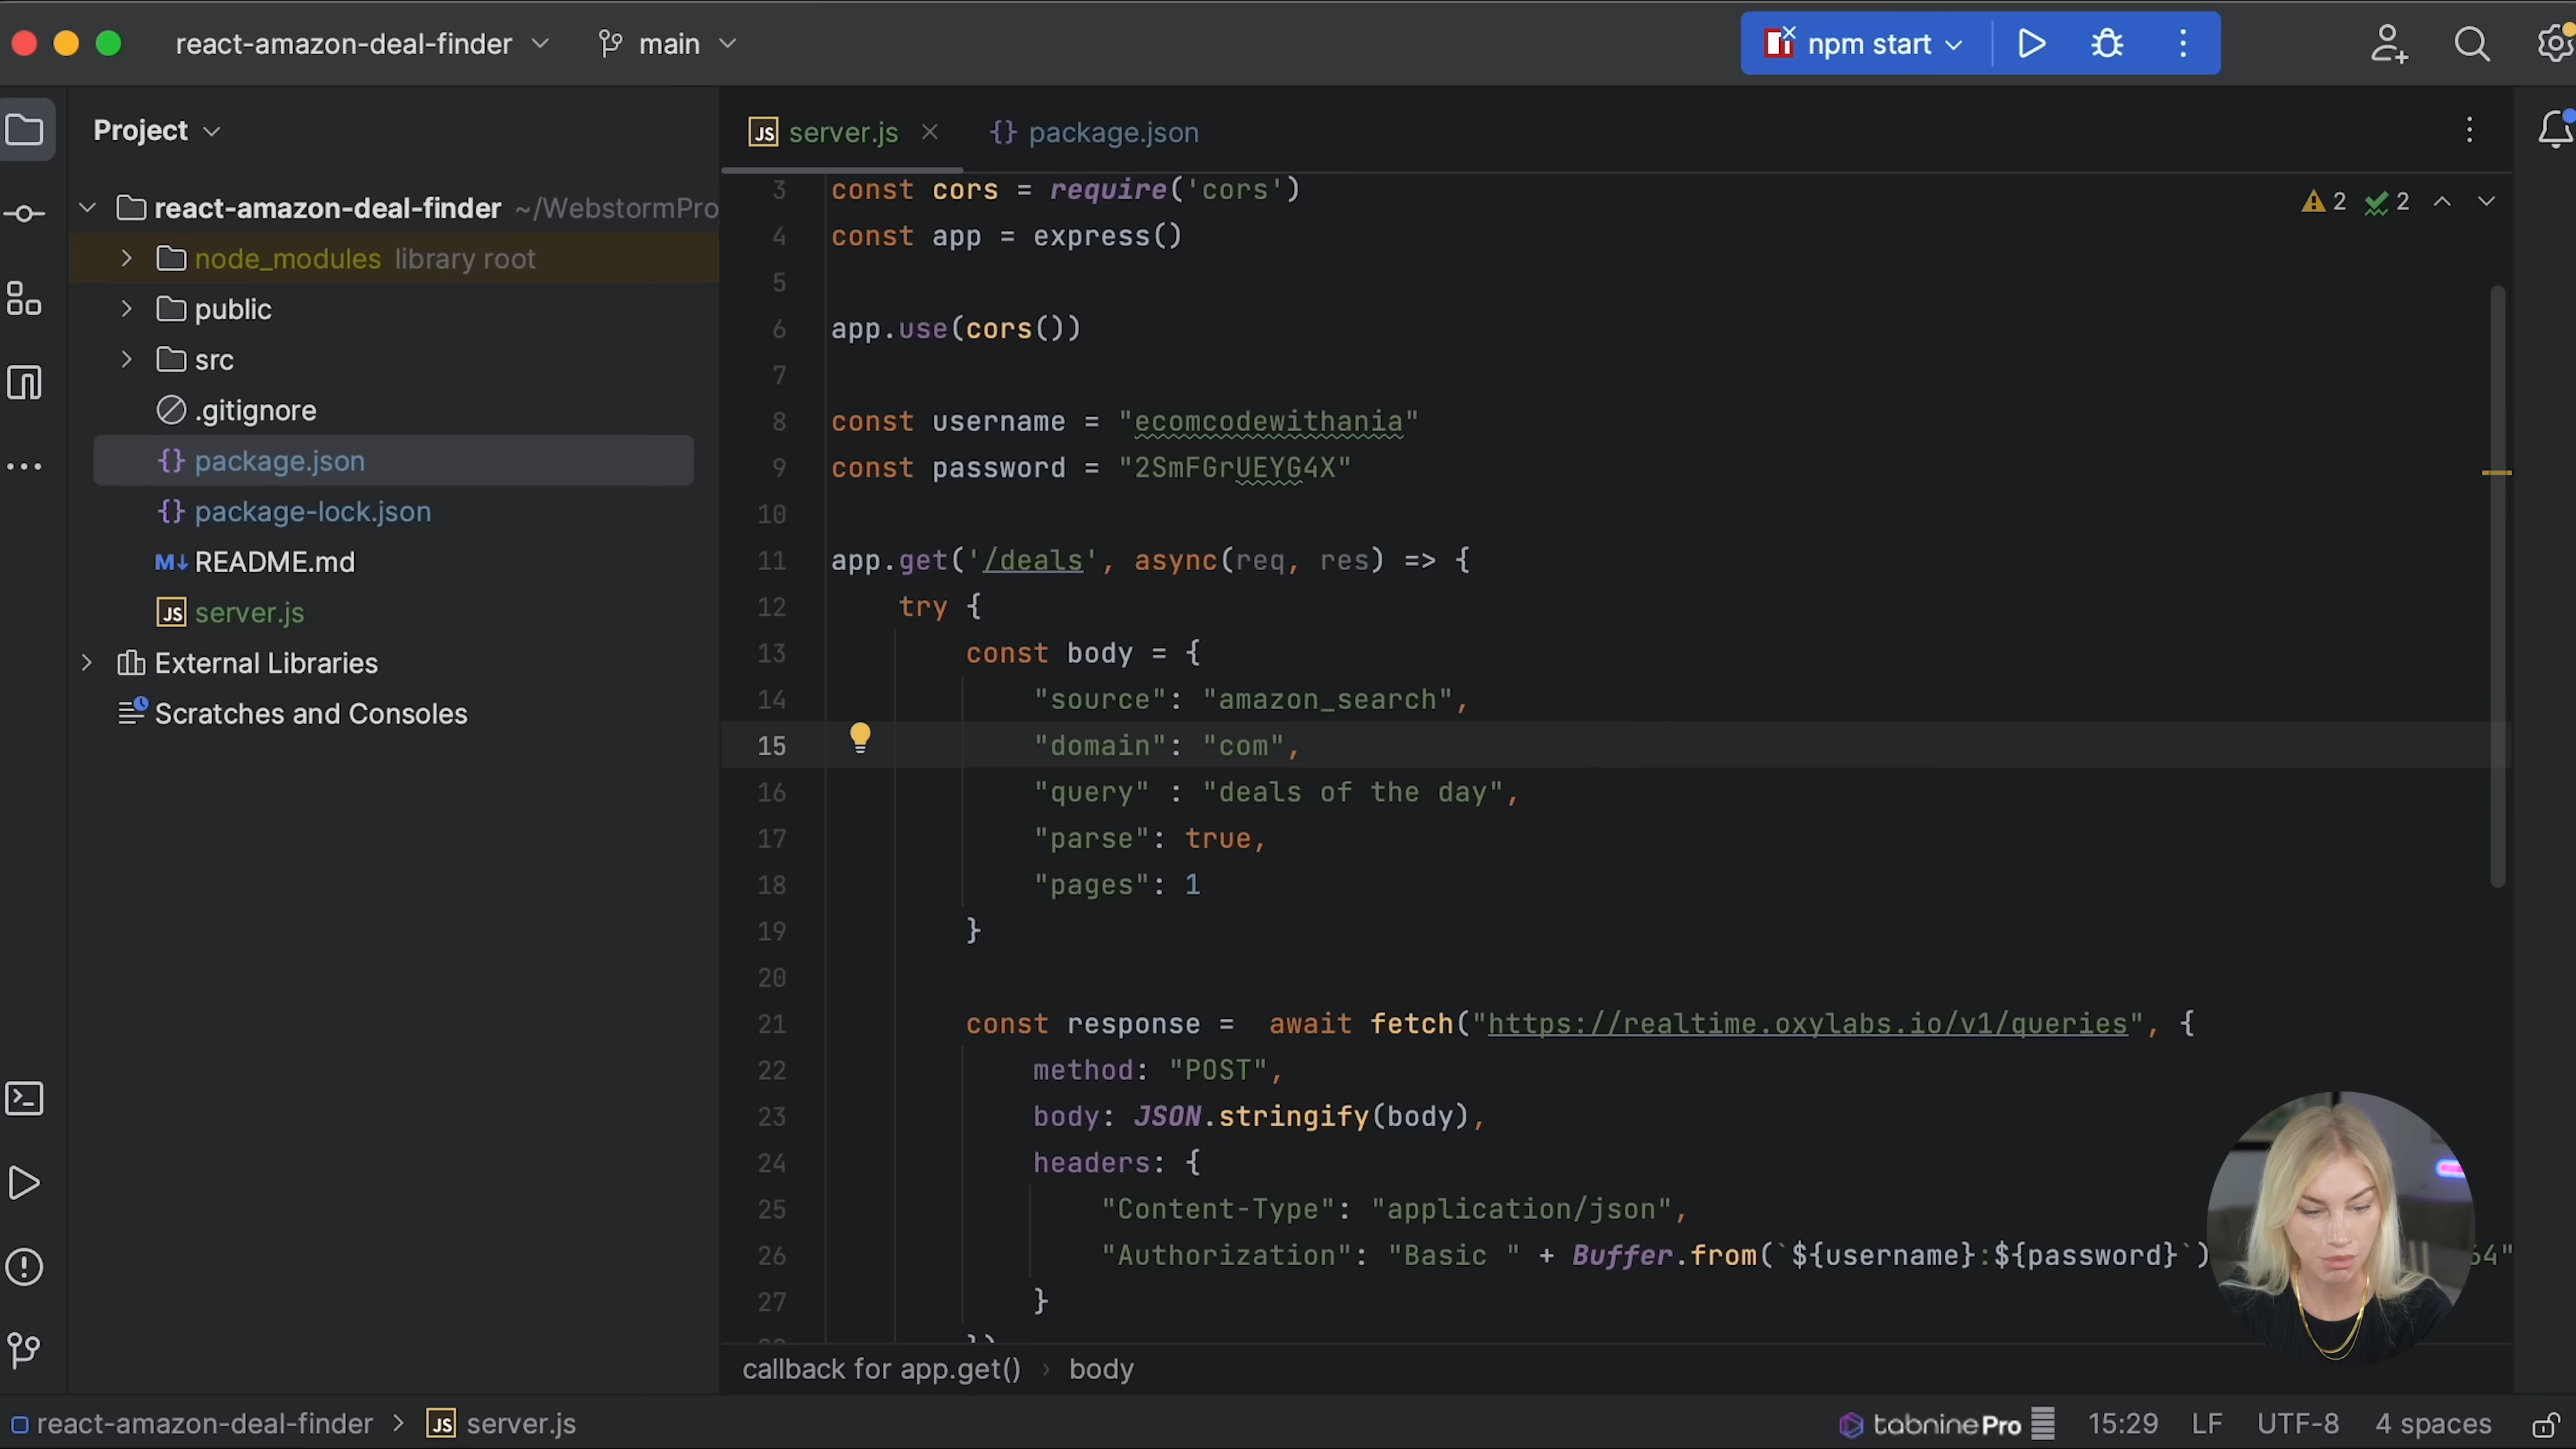 react-amazon-deal-finder
main
npm start
Project
server.js
package.json
react-amazon-deal-finder ~/WebstormPro
node_modules library root
public
src
.gitignore
package.json
package-lock.json
README.md
server.js
External Libraries
Scratches and Consoles
2 2
3 const cors = require('cors')
4 const app = express()
5
6 app.use(cors())
7
8 const username = "ecomcodewithania"
9 const password = "2SmFGrUEYG4X"
10
11 app.get('/deals', async(req, res) => {
12 try {
13 const body = {
14 "source": "amazon_search",
15 "domain": "com",
16 "query" : "deals of the day",
17 "parse": true,
18 "pages": 1
19 }
20
21 const response = await fetch("https://realtime.oxylabs.io/v1/queries", {
22 method: "POST",
23 body: JSON.stringify(body),
24 headers: {
25 "Content-Type": "application/json",
26 "Authorization": "Basic " + Buffer.from(`${username}:${password}`) 64"
27 }
})
callback for app.get() › body
react-amazon-deal-finder > server.js
tabnine Pro 15:29 LF UTF-8 4 spaces